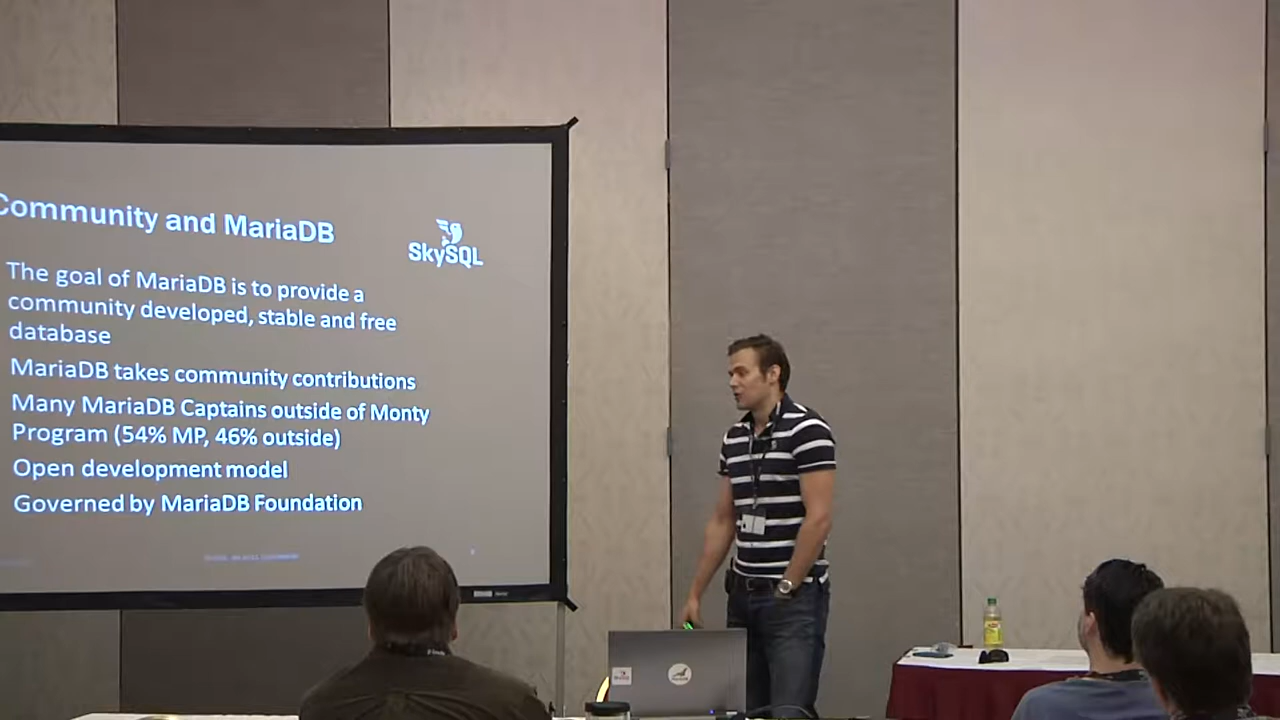 Community and MariaDB
SkySQL
The goal of MariaDB is to provide a
community developed, stable and free
database
MariaDB takes community contributions
Many MariaDB Captains outside of Monty
Program (54% MP, 46% outside)
Open development model
Governed by MariaDB Foundation